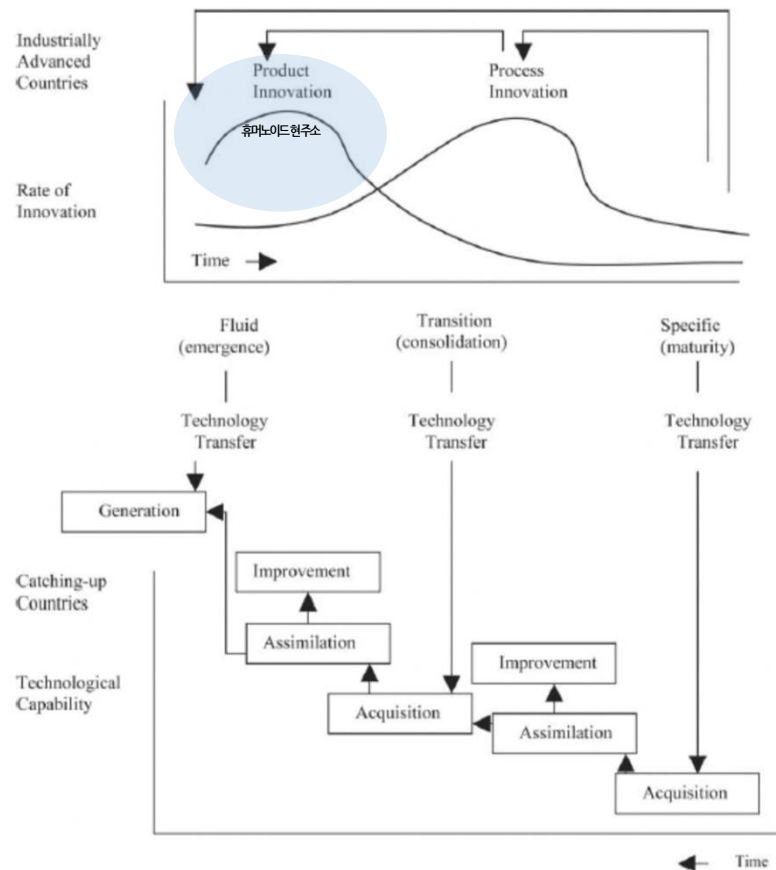 Industrially
Advanced
Countries
Product
Innovation
Process
Innovation
휴머노이드 현주소
Rate of
Innovation
Time
Fluid
(emergence)
Transition
(consolidation)
Specific
(maturity)
Technology
Transfer
Technology
Transfer
Technology
Transfer
Generation
Catching-up
Countries
Improvement
Assimilation
Technological
Capability
Improvement
Acquisition
Assimilation
Acquisition
Time